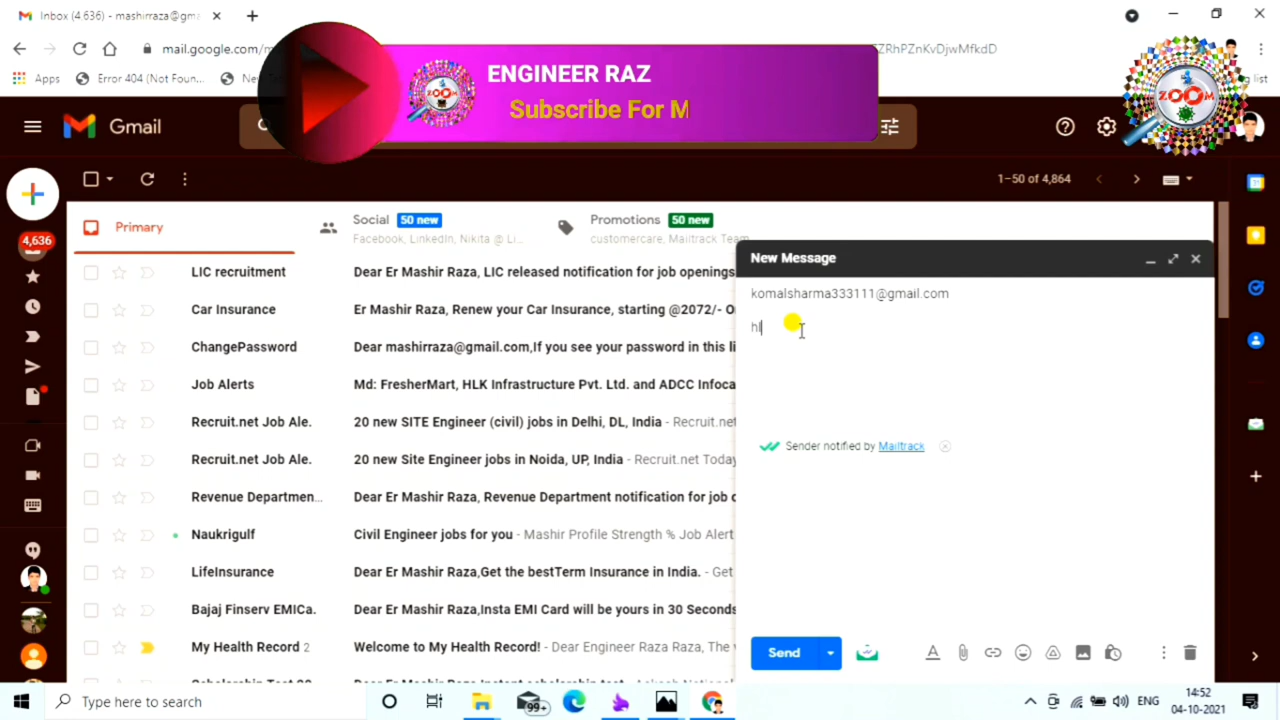 Inbox (4,636) - mashirraza@gma
mail.google.com/m
ZRhPZnKvDjwMfkdD
Apps
Error 404 (Not Foun...
New
ing list
ENGINEER RAZ
Subscribe For M
ZOOM
ZOOM
Gmail
1–50 of 4,864
4,636
Primary
Social 50 new
Facebook, LinkedIn, Nikita @ Li...
Promotions 50 new
customercare, Mailtrack Team
LIC recruitment Dear Er Mashir Raza, LIC released notification for job openings
Car Insurance Er Mashir Raza, Renew your Car Insurance, starting @2072/- O
ChangePassword Dear mashirraza@gmail.com,If you see your password in this li
Job Alerts Md: FresherMart, HLK Infrastructure Pvt. Ltd. and ADCC Infoca
Recruit.net Job Ale. 20 new SITE Engineer (civil) jobs in Delhi, DL, India - Recruit.net
Recruit.net Job Ale. 20 new Site Engineer jobs in Noida, UP, India - Recruit.net Today
Revenue Departmen... Dear Er Mashir Raza, Revenue Department notification for job o
Naukrigulf Civil Engineer jobs for you - Mashir Profile Strength % Job Alert
LifeInsurance Dear Er Mashir Raza,Get the bestTerm Insurance in India. - Get
Bajaj Finserv EMICa. Dear Er Mashir Raza,Insta EMI Card will be yours in 30 Seconds
My Health Record 2 Welcome to My Health Record! - Dear Engineer Raza Raza, The v
New Message
komalsharma333111@gmail.com
hl
Sender notified by Mailtrack
Send
Type here to search
99+
ENG
14:52
04-10-2021